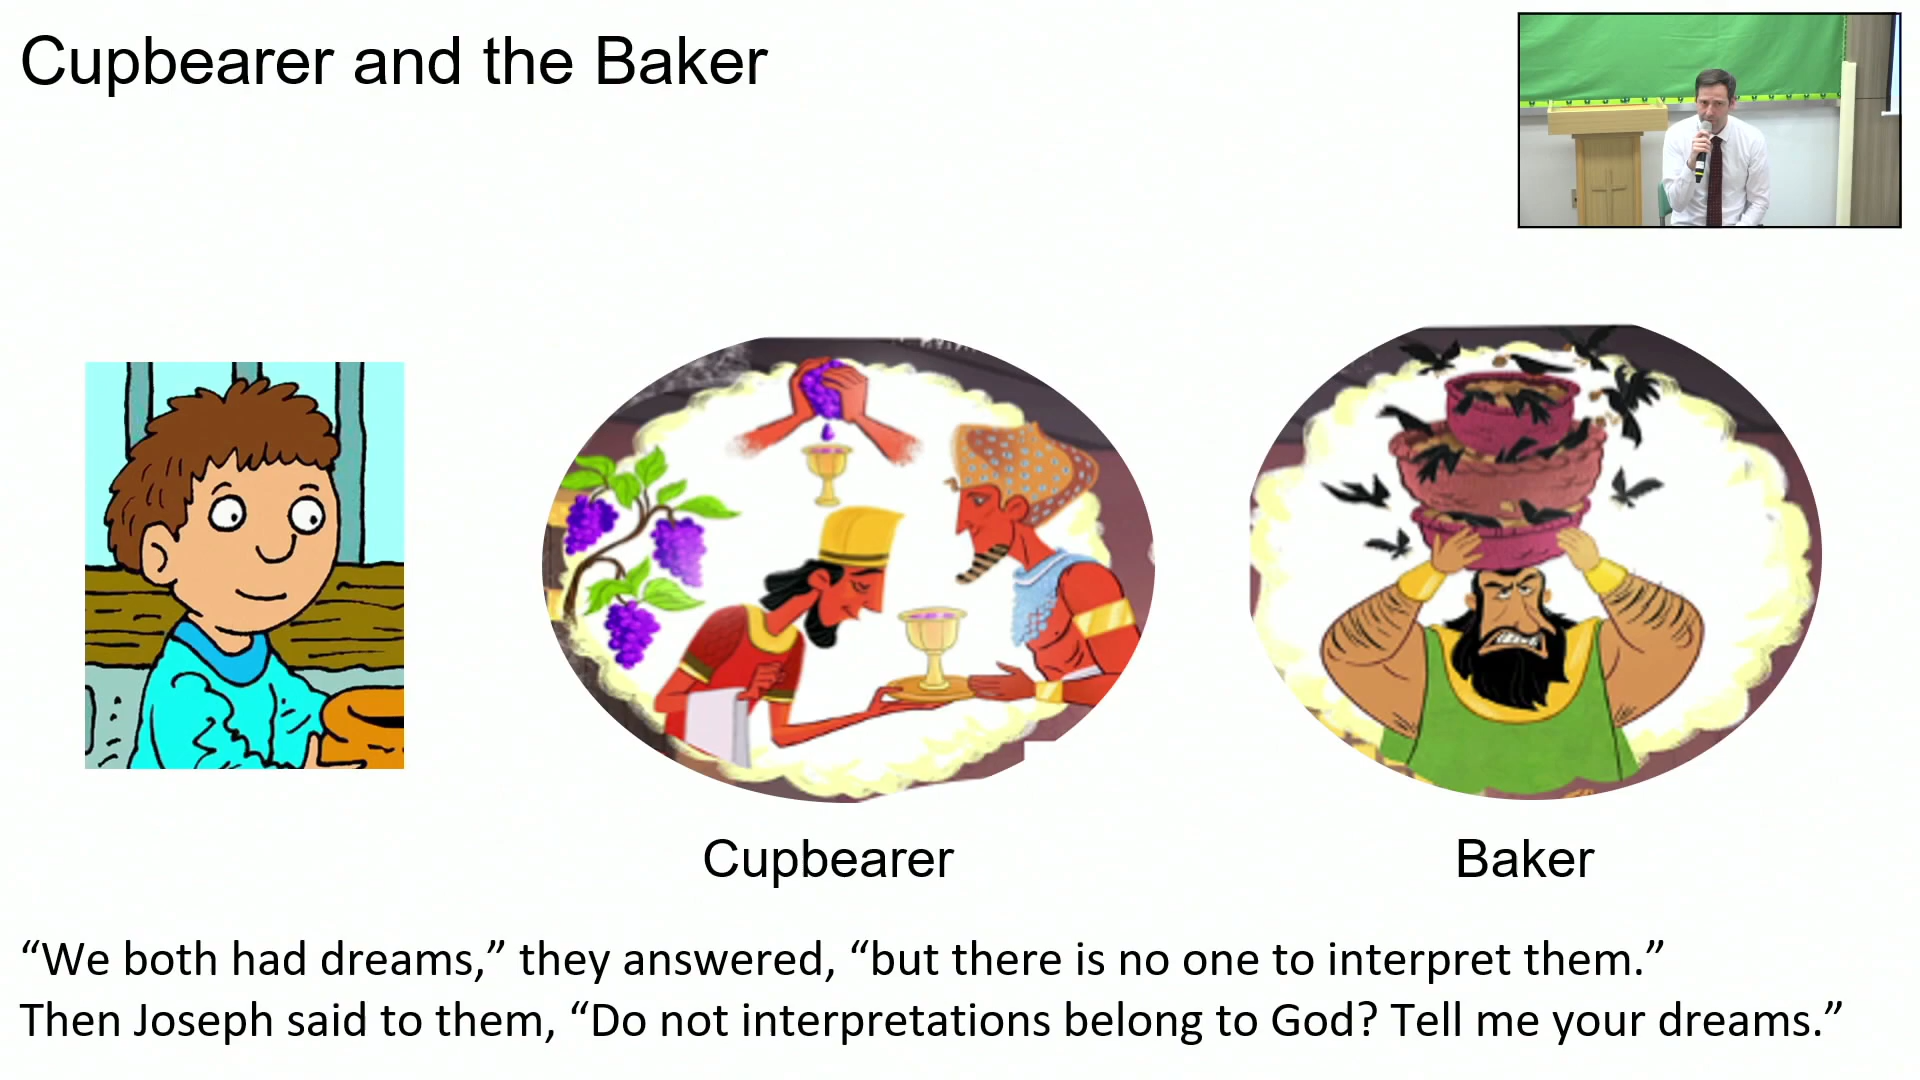 Cupbearer and the Baker
Cupbearer
Baker
“We both had dreams,” they answered, “but there is no one to interpret them.”
Then Joseph said to them, “Do not interpretations belong to God? Tell me your dreams.”